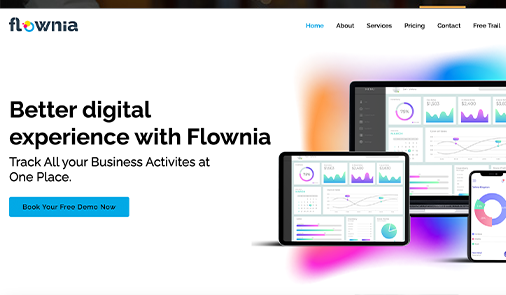 flownia
Home About Services Pricing Contact Free Trail
Better digital
experience with Flownia
Track All your Business Activites at
One Place.
Book Your Free Demo Now